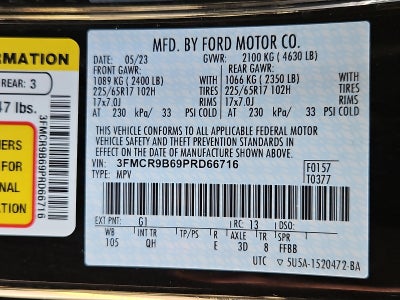 MFD. BY FORD MOTOR CO.
DATE: 05/23 GVWR: 2100 KG ( 4630 LB)
FRONT GAWR: REAR GAWR:
1089 KG ( 2400 LB) WITH 1066 KG ( 2350 LB) WITH
225/65R17 102H TIRES 225/65R17 102H TIRES
17x7.0J RIMS 17x7.0J RIMS
AT 230 kPa/ 33 PSI COLD AT 230 kPa/ 33 PSI COLD
THIS VEHICLE CONFORMS TO ALL APPLICABLE FEDERAL MOTOR
VEHICLE SAFETY AND THEFT PREVENTION STANDARDS IN
EFFECT ON THE DATE OF MANUFACTURE SHOWN ABOVE.
VIN: 3FMCR9B69PRD66716 F0157
TYPE: MPV T0377
EXT PNT: G1 RC: 13 DSO:
WB INT TR TP/PS R AXLE TR SPR
105 QH E 3D 8 FFBB
UTC ▽ 5U5A-1520472-BA
RMATION
REAR: 3
47 lbs.
3FMCR9B69PRD66716